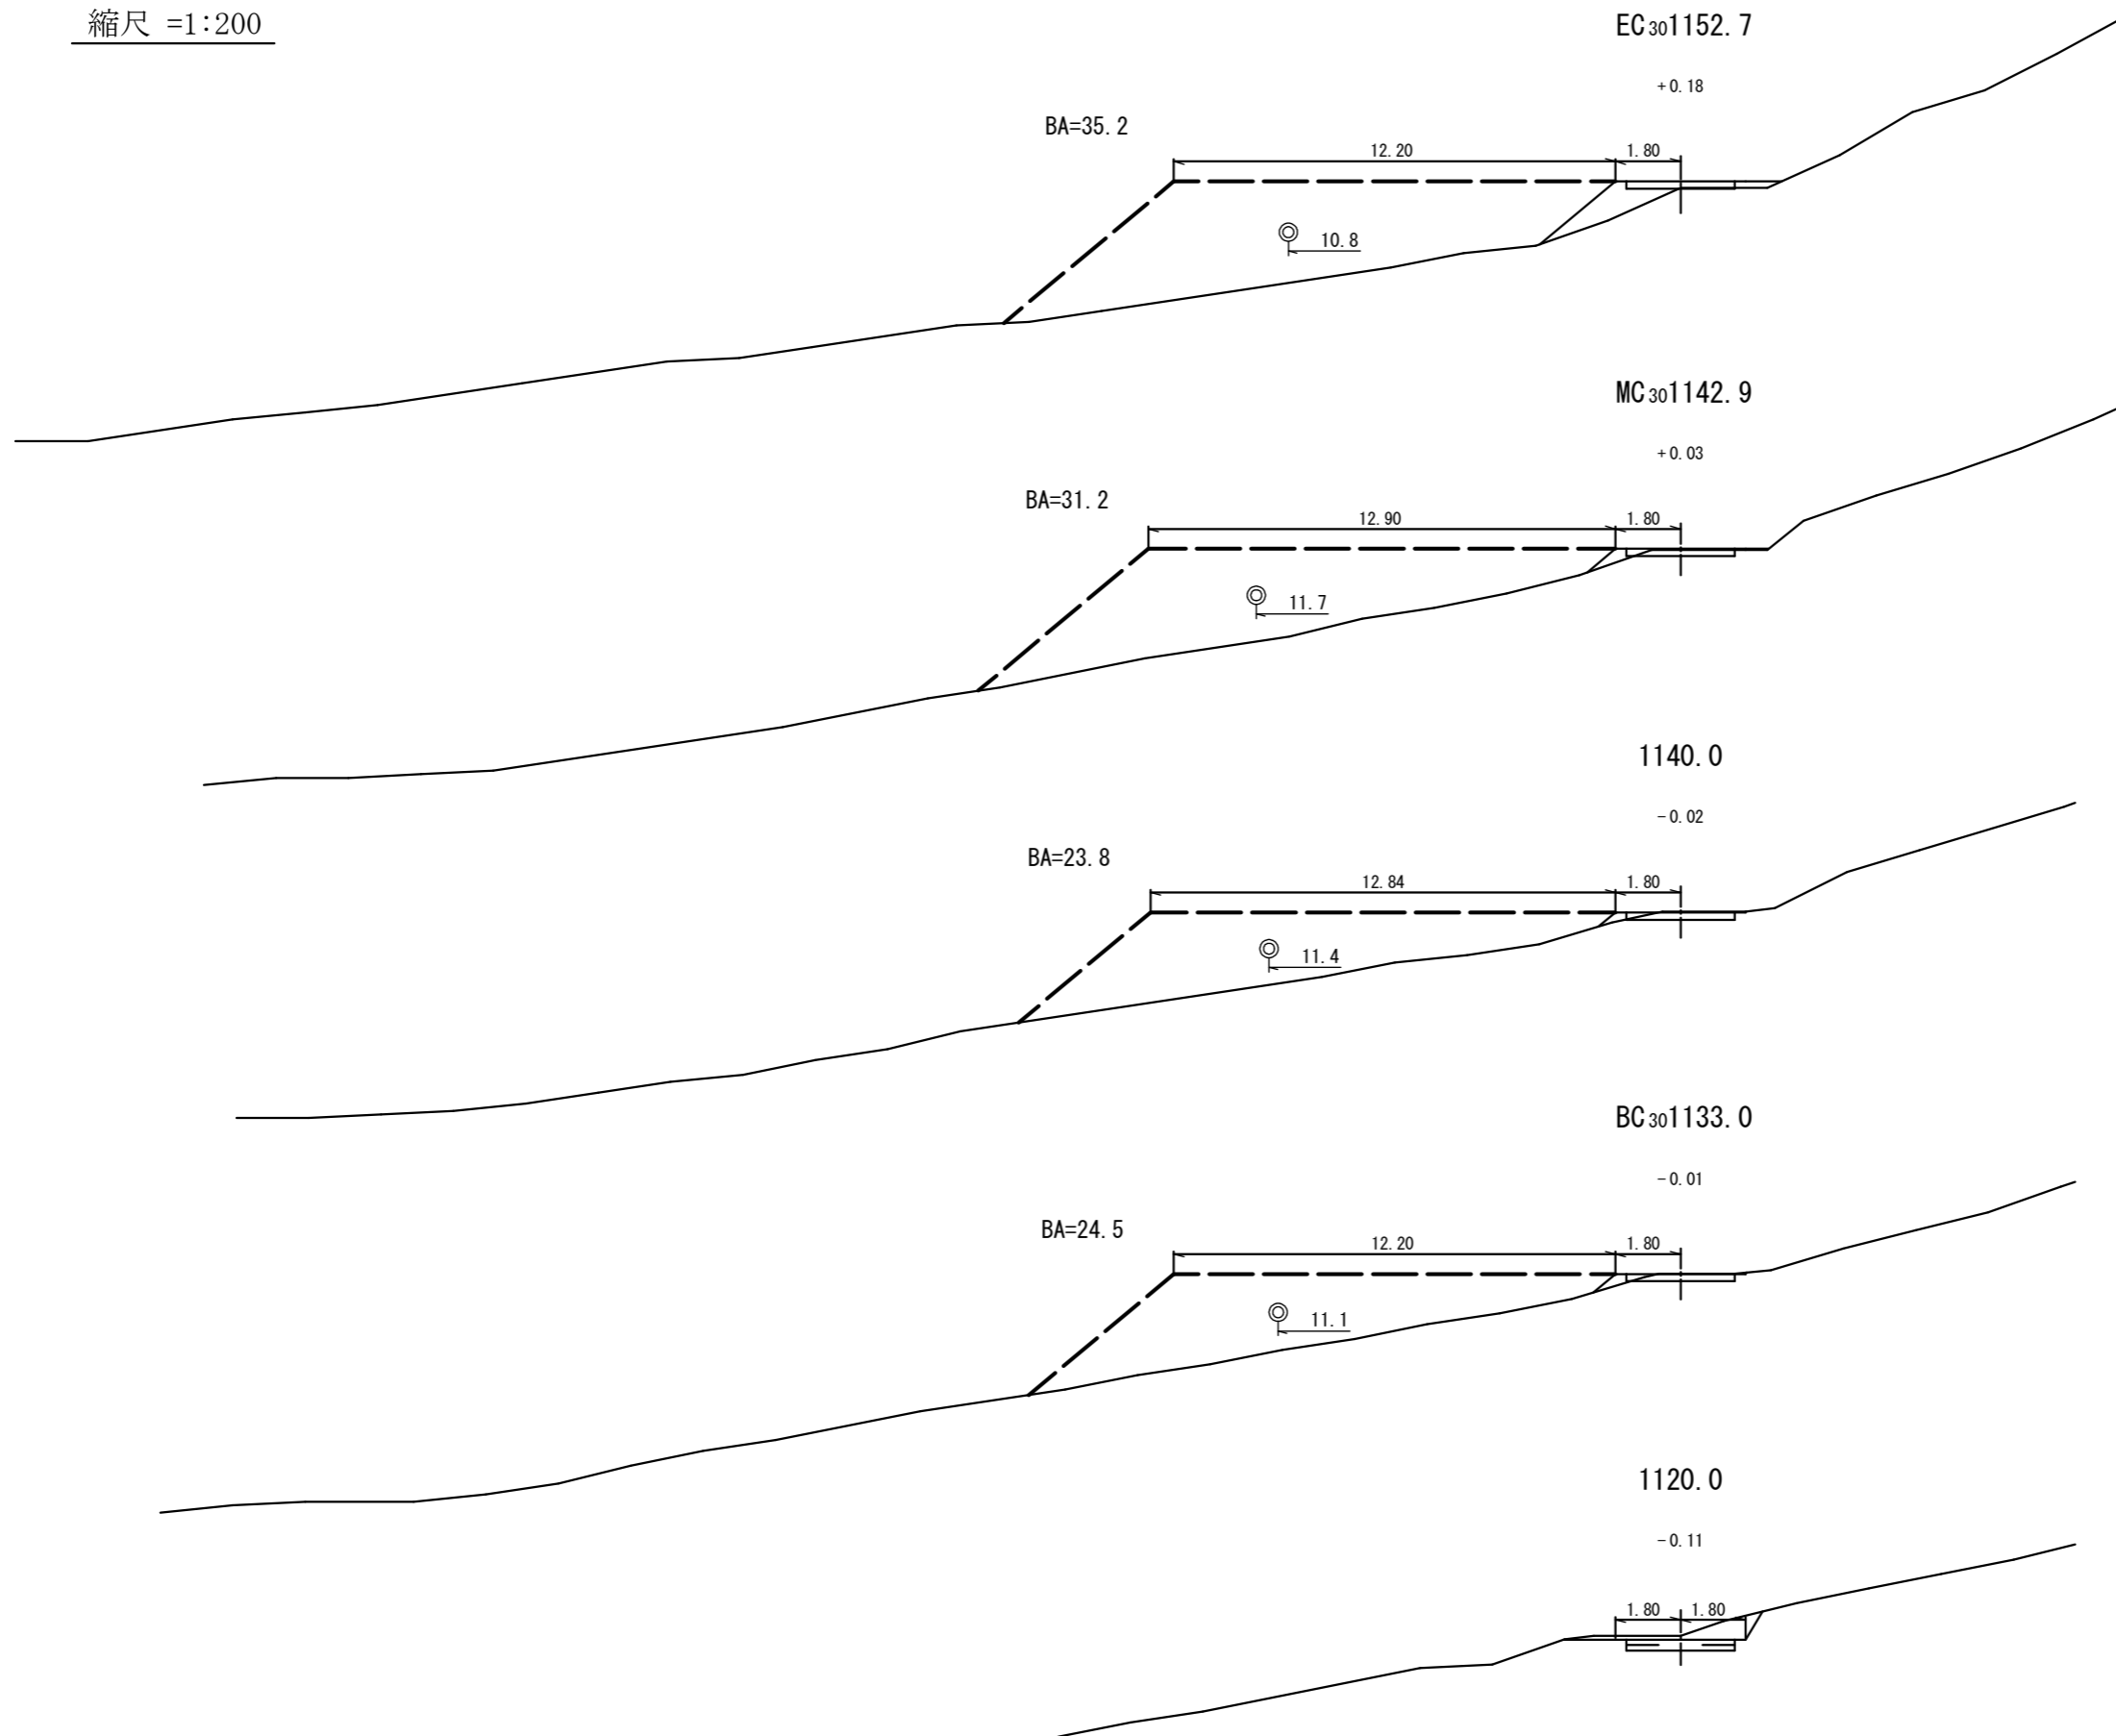 縮尺 =1:200
EC301152.7
+0.18
BA=35.2
12.20
1.80
10.8
MC301142.9
+0.03
BA=31.2
12.90
1.80
11.7
1140.0
-0.02
BA=23.8
12.84
1.80
11.4
BC301133.0
-0.01
BA=24.5
12.20
1.80
11.1
1120.0
-0.11
1.80 1.80